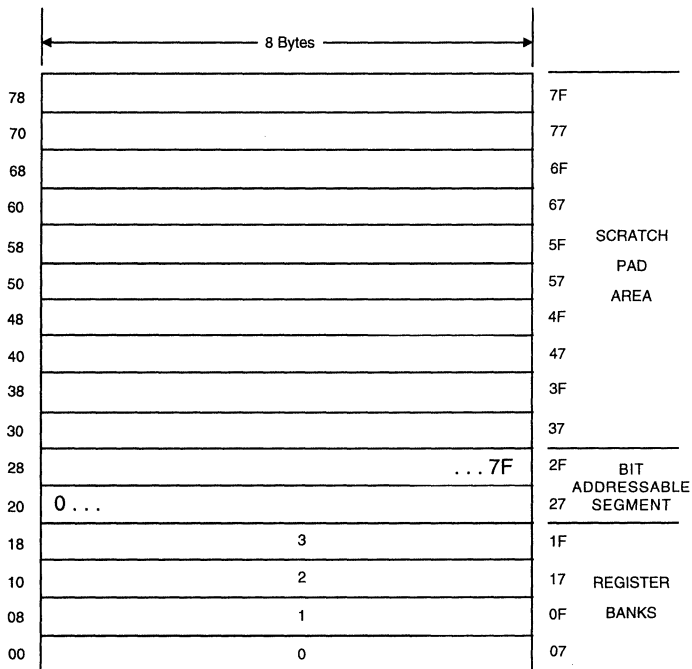 8 Bytes
78 7F
70 77
68 6F
60 67
58 5F SCRATCH
PAD
50 57
AREA
48 4F
40 47
38 3F
30 37
28 ...7F 2F BIT
ADDRESSABLE
20 0... 27 SEGMENT
18 3 1F
10 2 17 REGISTER
08 1 0F BANKS
00 0 07